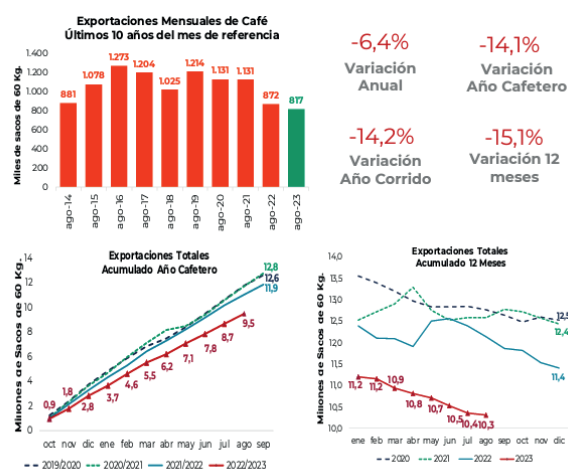 Exportaciones Mensuales de Café
Últimos 10 años del mes de referencia
Miles de sacos de 60 Kg.
1.400
1.200
1.000
800
600
400
200
0
881
1.078
1.273
1.204
1.025
1.214
1.131
1.131
872
817
ago-14
ago-15
ago-16
ago-17
ago-18
ago-19
ago-20
ago-21
ago-22
ago-23
-6,4%
Variación
Anual
-14,1%
Variación
Año Cafetero
-14,2%
Variación
Año Corrido
-15,1%
Variación 12
meses
Exportaciones Totales
Acumulado Año Cafetero
Millones de Sacos de 60 Kg.
14
12
10
8
6
4
2
0
0,9
1,8
2,8
3,7
4,6
5,5
6,2
7,1
7,8
8,7
9,5
12,8
12,6
11,9
oct nov dic ene feb mar abr may jun jul ago sep
2019/2020 2020/2021 2021/2022 2022/2023
Exportaciones Totales
Acumulado 12 Meses
Millones de Sacos de 60 Kg.
14,0
13,5
13,0
12,5
12,0
11,5
11,0
10,5
10,0
11,2
11,2
10,9
10,8
10,7
10,5
10,4
10,3
12,5
12,4
11,4
ene feb mar abr may jun jul ago sep oct nov dic
2020 2021 2022 2023